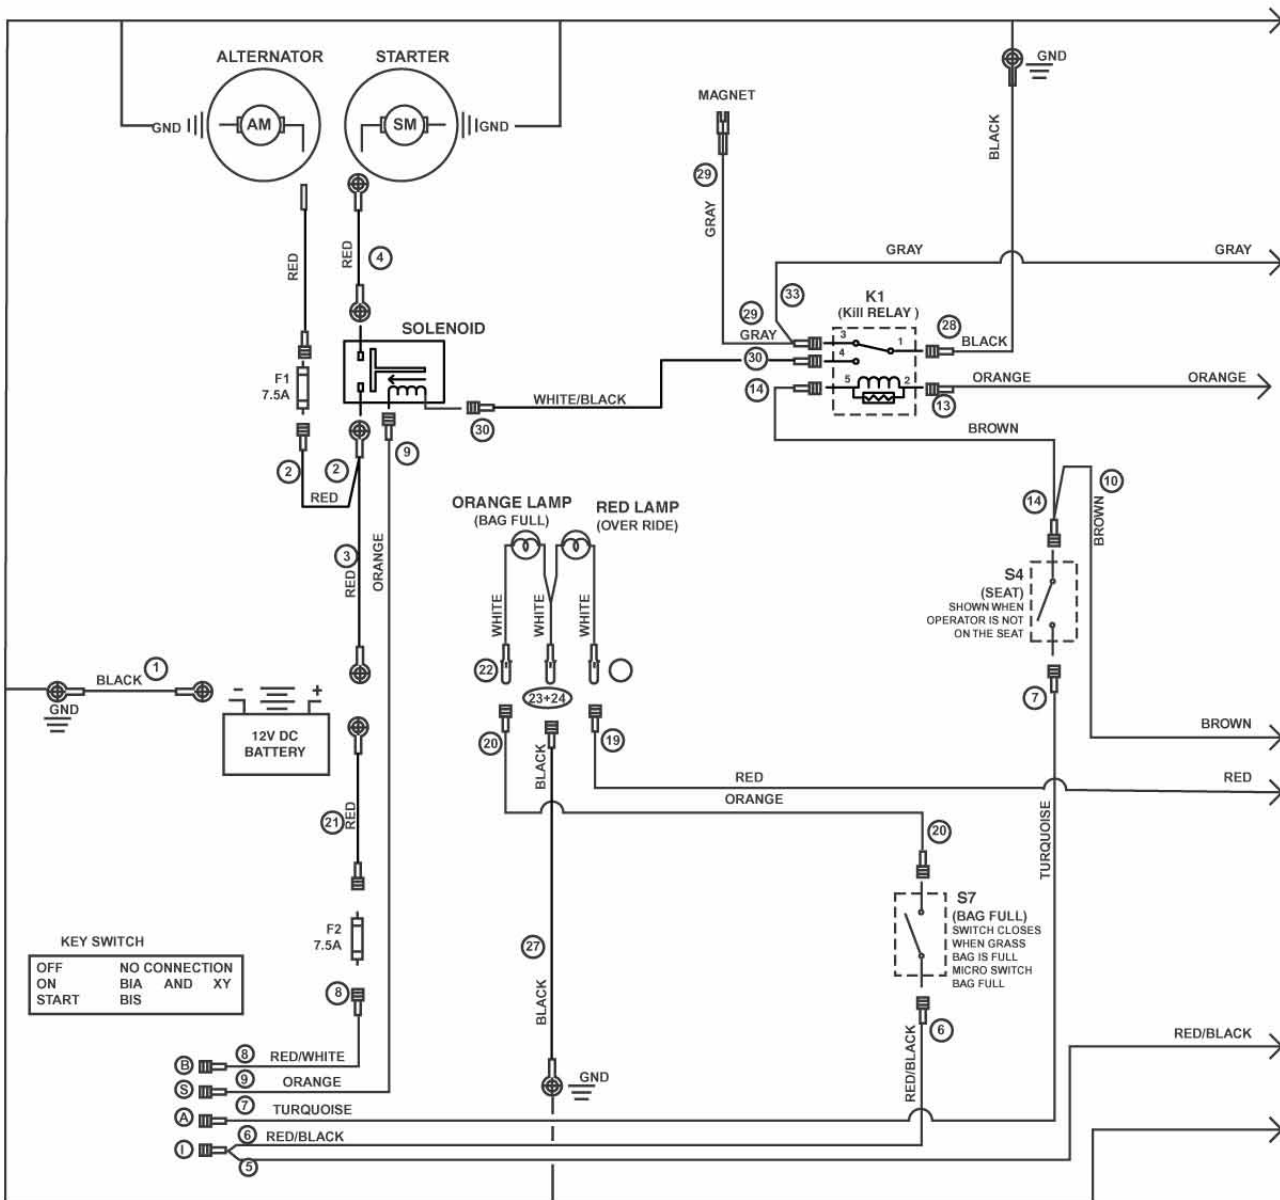 ALTERNATOR
STARTER
GND
AM
SM
GND
GND
MAGNET
BLACK
29
GRAY
RED
RED
4
GRAY
GRAY
33
K1
(Kill RELAY)
SOLENOID
29
GRAY
3
1
28
BLACK
30
4
F1
7.5A
14
5
2
ORANGE
ORANGE
13
WHITE/BLACK
30
BROWN
9
2
2
RED
10
14
BROWN
ORANGE LAMP
(BAG FULL)
RED LAMP
(OVER RIDE)
ORANGE
3
RED
S4
(SEAT)
SHOWN WHEN
OPERATOR IS NOT
ON THE SEAT
WHITE
WHITE
WHITE
22
23+24
7
1
BLACK
GND
-
+
12V DC
BATTERY
20
BLACK
19
BROWN
RED
RED
ORANGE
21
RED
20
TURQUOISE
S7
(BAG FULL)
SWITCH CLOSES
WHEN GRASS
BAG IS FULL
MICRO SWITCH
BAG FULL
F2
7.5A
27
BLACK
KEY SWITCH
OFF NO CONNECTION
ON BIA AND XY
START BIS
8
6
RED/BLACK
RED/BLACK
B
8
RED/WHITE
S
9
ORANGE
GND
A
7
TURQUOISE
I
6
RED/BLACK
5